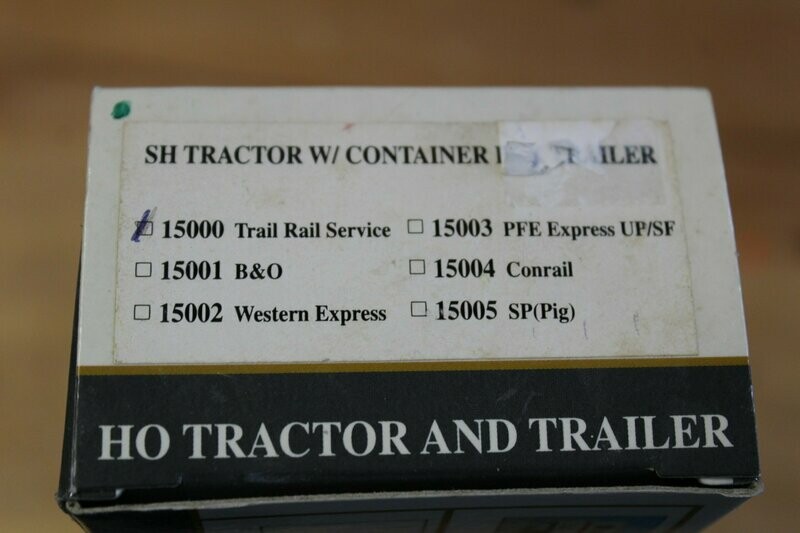 SH TRACTOR W/ CONTAINER TRAILER
15000 Trail Rail Service
15001 B&O
15002 Western Express
15003 PFE Express UP/SF
15004 Conrail
15005 SP(Pig)
HO TRACTOR AND TRAILER